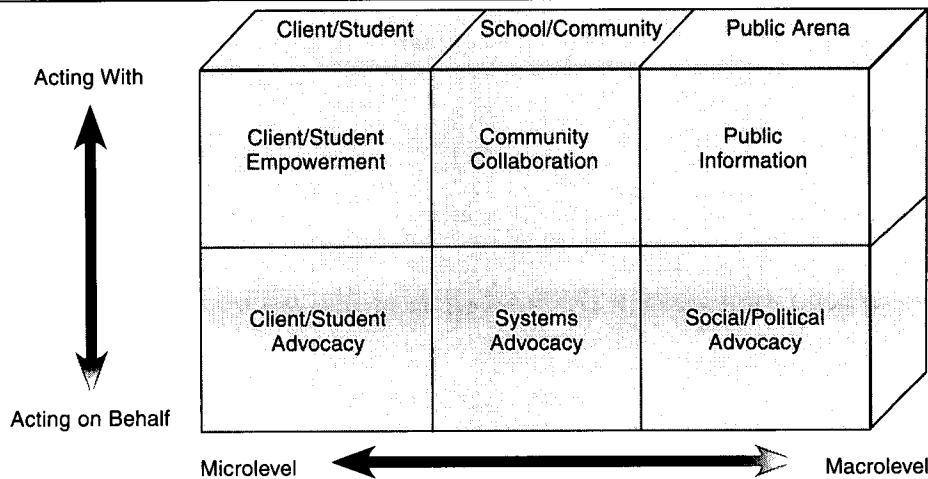 Client/Student
School/Community
Public Arena
Acting With
Client/Student
Empowerment
Community
Collaboration
Public
Information
Client/Student
Advocacy
Systems
Advocacy
Social/Political
Advocacy
Acting on Behalf
Microlevel
Macrolevel